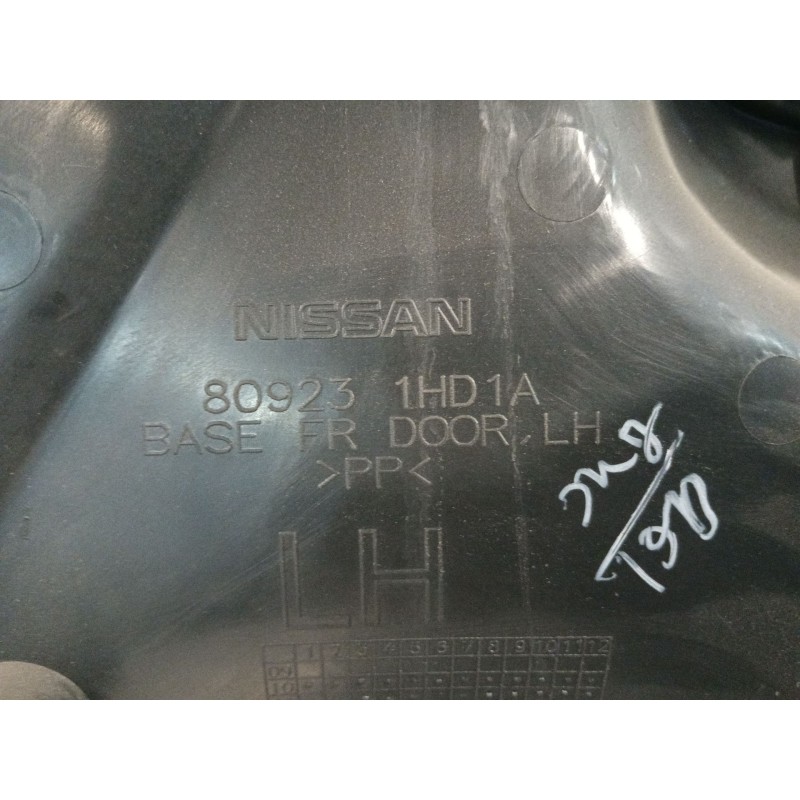 NISSAN
80923 1HD1A
BASE FR DOOR, LH
>PP<
LH
1 2 3 4 5 6 7 8 9 10 11 12
09
10